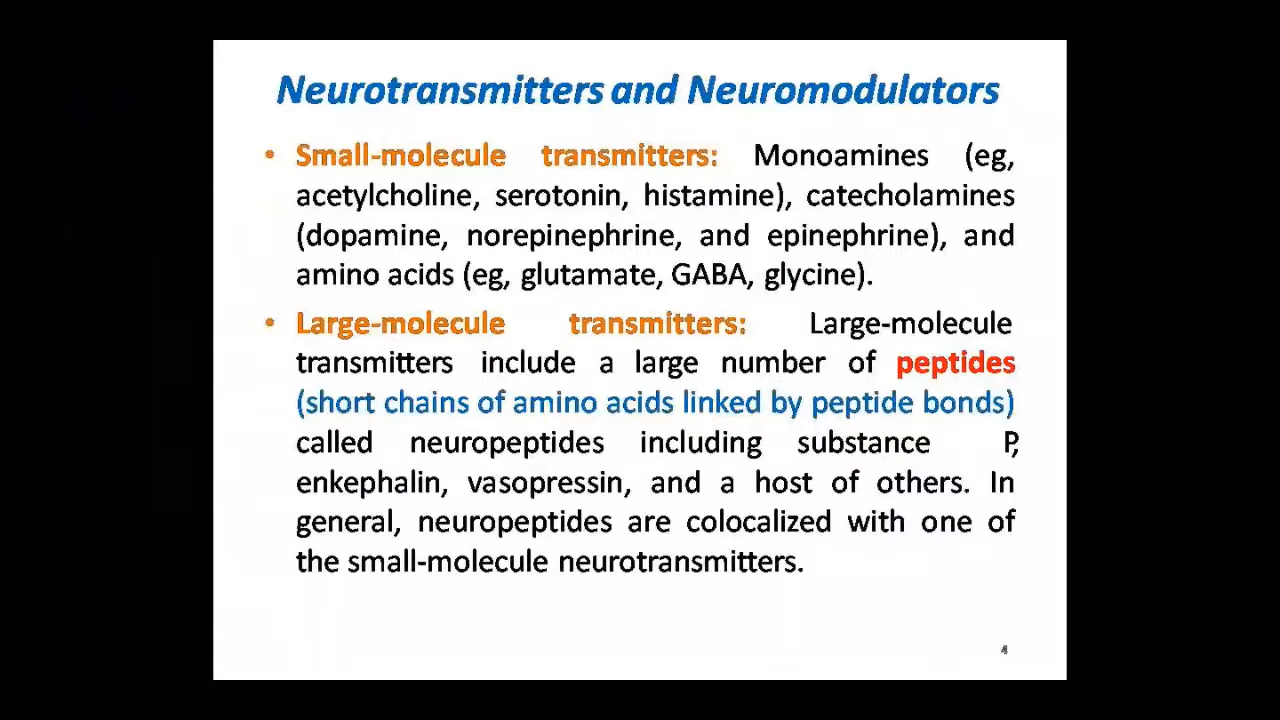 Neurotransmitters and Neuromodulators
• Small-molecule transmitters: Monoamines (eg,
acetylcholine, serotonin, histamine), catecholamines
(dopamine, norepinephrine, and epinephrine), and
amino acids (eg, glutamate, GABA, glycine).
• Large-molecule transmitters: Large-molecule
transmitters include a large number of peptides
(short chains of amino acids linked by peptide bonds)
called neuropeptides including substance P,
enkephalin, vasopressin, and a host of others. In
general, neuropeptides are colocalized with one of
the small-molecule neurotransmitters.
4